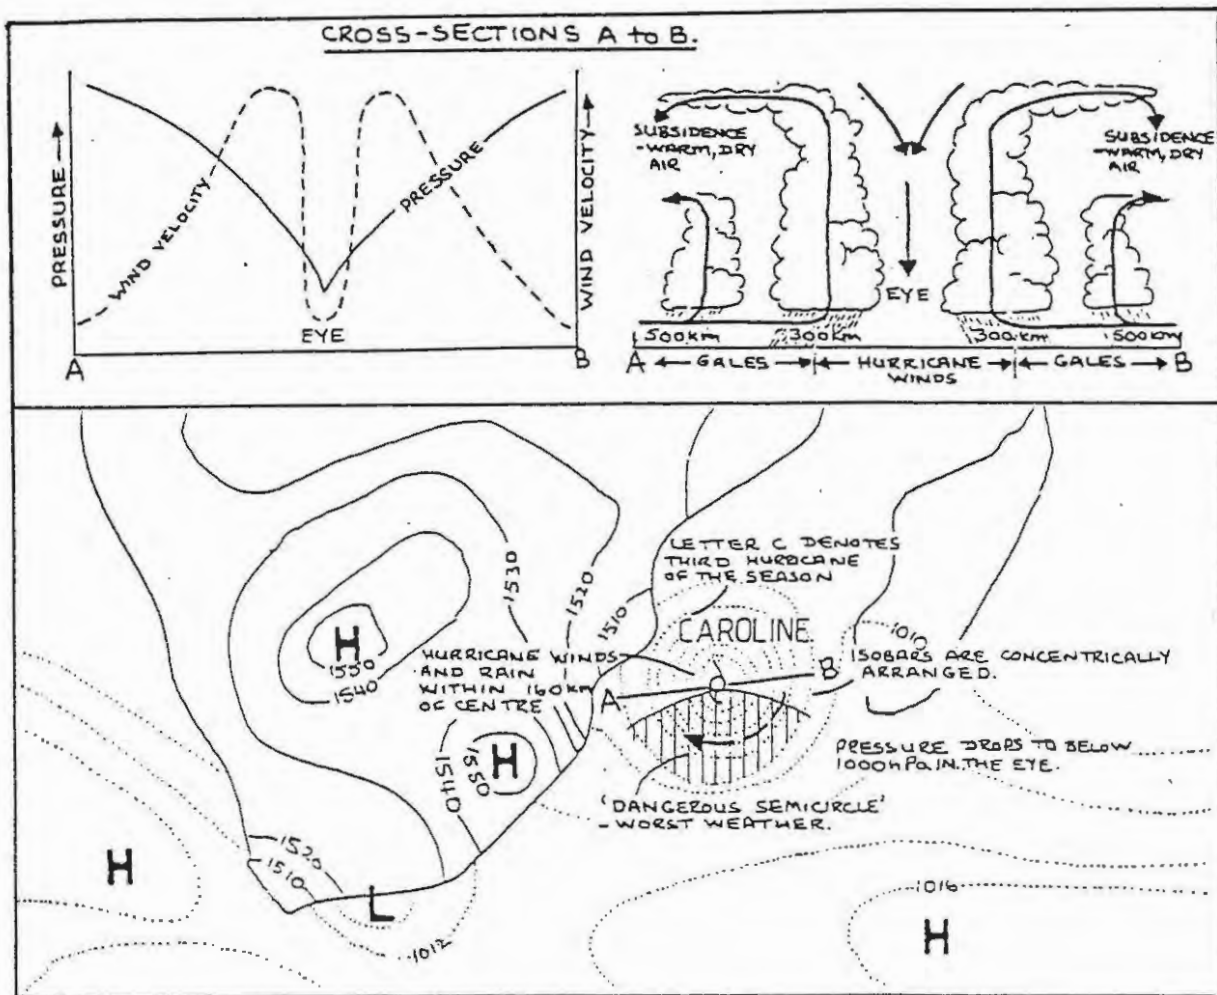 CROSS-SECTIONS A to B.
PRESSURE
WIND VELOCITY
PRESSURE
WIND VELOCITY
EYE
A
B
SUBSIDENCE
-WARM, DRY
AIR
SUBSIDENCE
-WARM, DRY
AIR
EYE
500km
300km
300km
500km
A
GALES
HURRICANE
WINDS
GALES
B
LETTER C DENOTES
THIRD HURRICANE
OF THE SEASON
1530
1520
1510
CAROLINE
1010
ISOBARS ARE CONCENTRICALLY
ARRANGED.
H
1550
1540
HURRICANE WINDS
AND RAIN
WITHIN 160km
OF CENTRE
A
B
1540
1550
H
PRESSURE DROPS TO BELOW
1000hPa IN THE EYE.
'DANGEROUS SEMICIRCLE'
-WORST WEATHER.
H
1520
1510
L
1012
1016
H